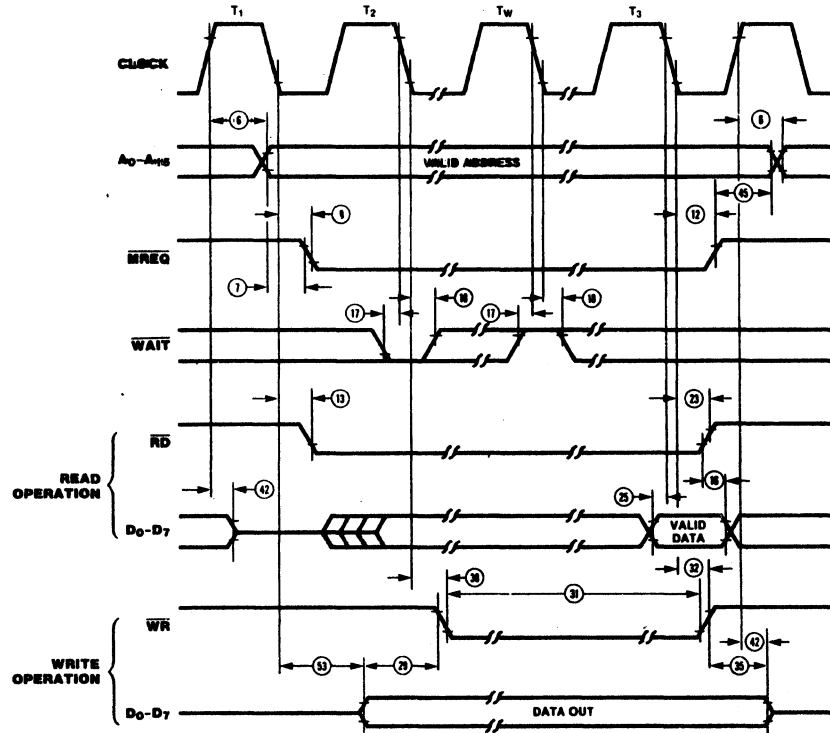 T1 T2 TW T3
CLOCK
6 6
A0-A15 VALID ADDRESS
45
9 12
MREQ
7
17 18 17 18
WAIT
13 23
RD
READ
OPERATION
42 25 16
D0-D7 VALID
DATA
32
30 31
WR
42
WRITE
OPERATION
53 29 35
D0-D7 DATA OUT